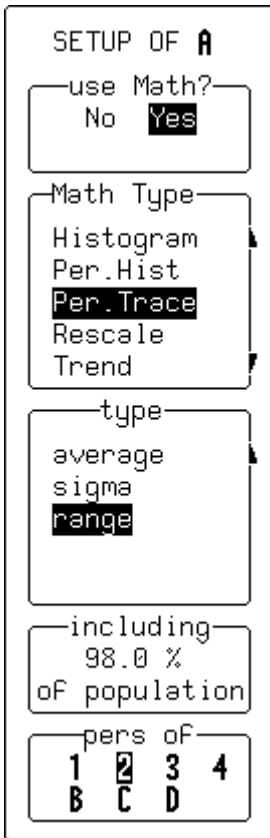 SETUP OF A
use Math?
No Yes
Math Type
Histogram
Per.Hist
Per.Trace
Rescale
Trend
type
average
sigma
range
including
98.0 %
of population
pers of
1 2 3 4
B C D